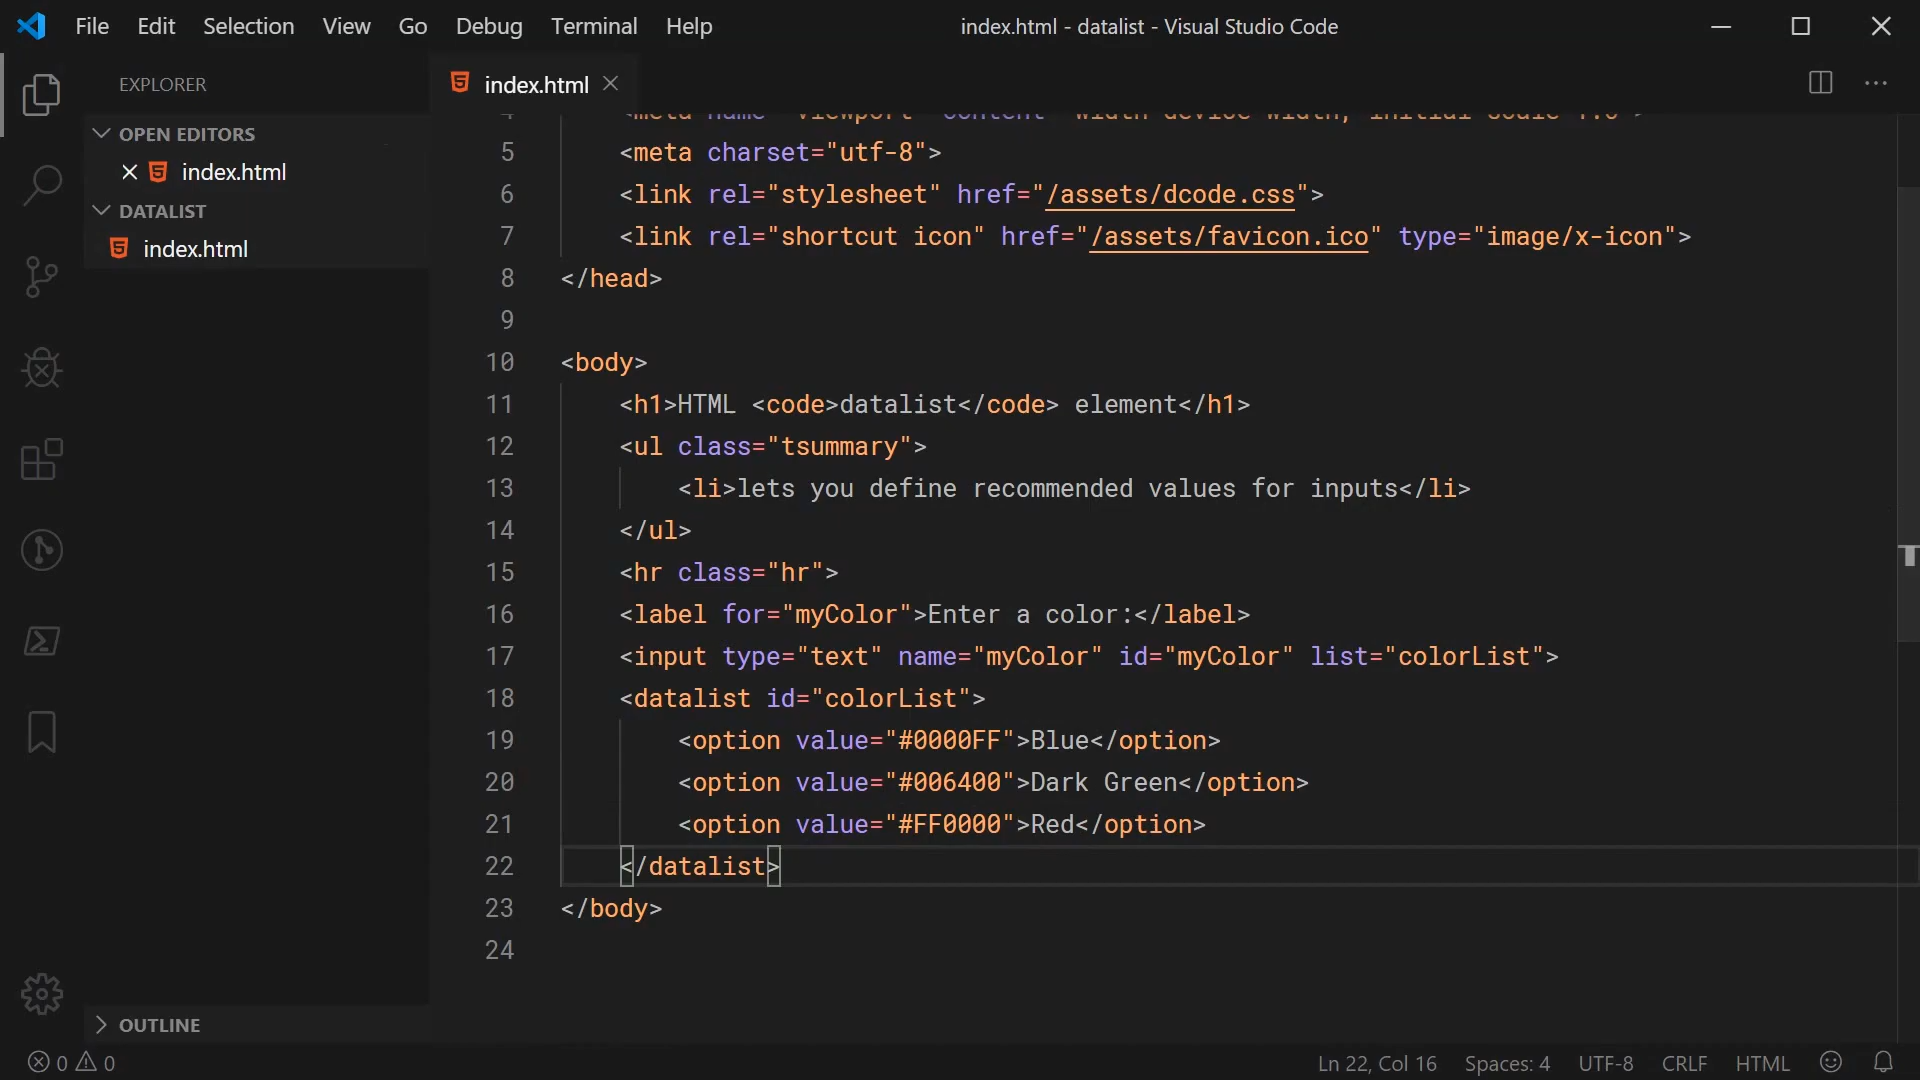 File Edit Selection View Go Debug Terminal Help
index.html - datalist - Visual Studio Code
EXPLORER
OPEN EDITORS
index.html
DATALIST
index.html
OUTLINE
index.html
5 <meta charset="utf-8">
6 <link rel="stylesheet" href="/assets/dcode.css">
7 <link rel="shortcut icon" href="/assets/favicon.ico" type="image/x-icon">
8 </head>
9
10 <body>
11 <h1>HTML <code>datalist</code> element</h1>
12 <ul class="tsummary">
13 <li>lets you define recommended values for inputs</li>
14 </ul>
15 <hr class="hr">
16 <label for="myColor">Enter a color:</label>
17 <input type="text" name="myColor" id="myColor" list="colorList">
18 <datalist id="colorList">
19 <option value="#0000FF">Blue</option>
20 <option value="#006400">Dark Green</option>
21 <option value="#FF0000">Red</option>
22 </datalist>
23 </body>
24
0 0
Ln 22, Col 16 Spaces: 4 UTF-8 CRLF HTML